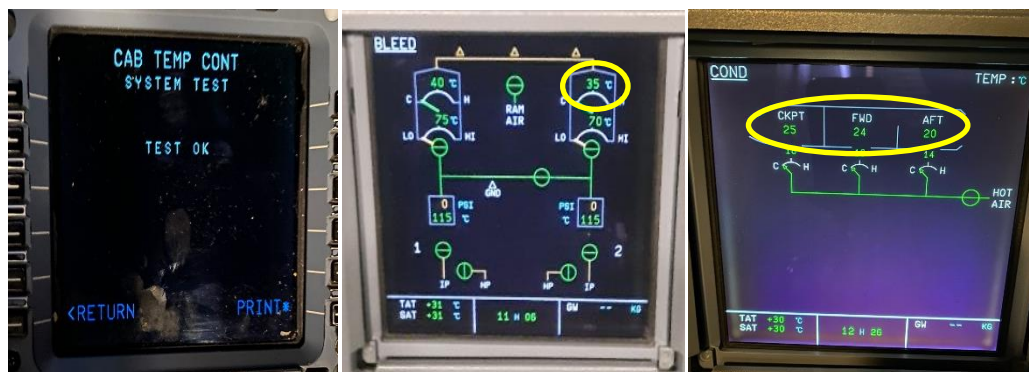 CAB TEMP CONT
SYSTEM TEST
TEST OK
<RETURN PRINT*
BLEED
40 °C 35 °C
C H C H
RAM
AIR
75 °C 70 °C
LO HI LO HI
GND
0 PSI PSI 0
115 °C °C 115
1 2
IP HP HP IP
TAT +31 °C GW -- KG
SAT +31 °C 11 H 06
COND TEMP : °C
CKPT FWD AFT
25 24 20
14
C H C H C H
HOT
AIR
TAT +30 °C GW -- KG
SAT +30 °C 12 H 26